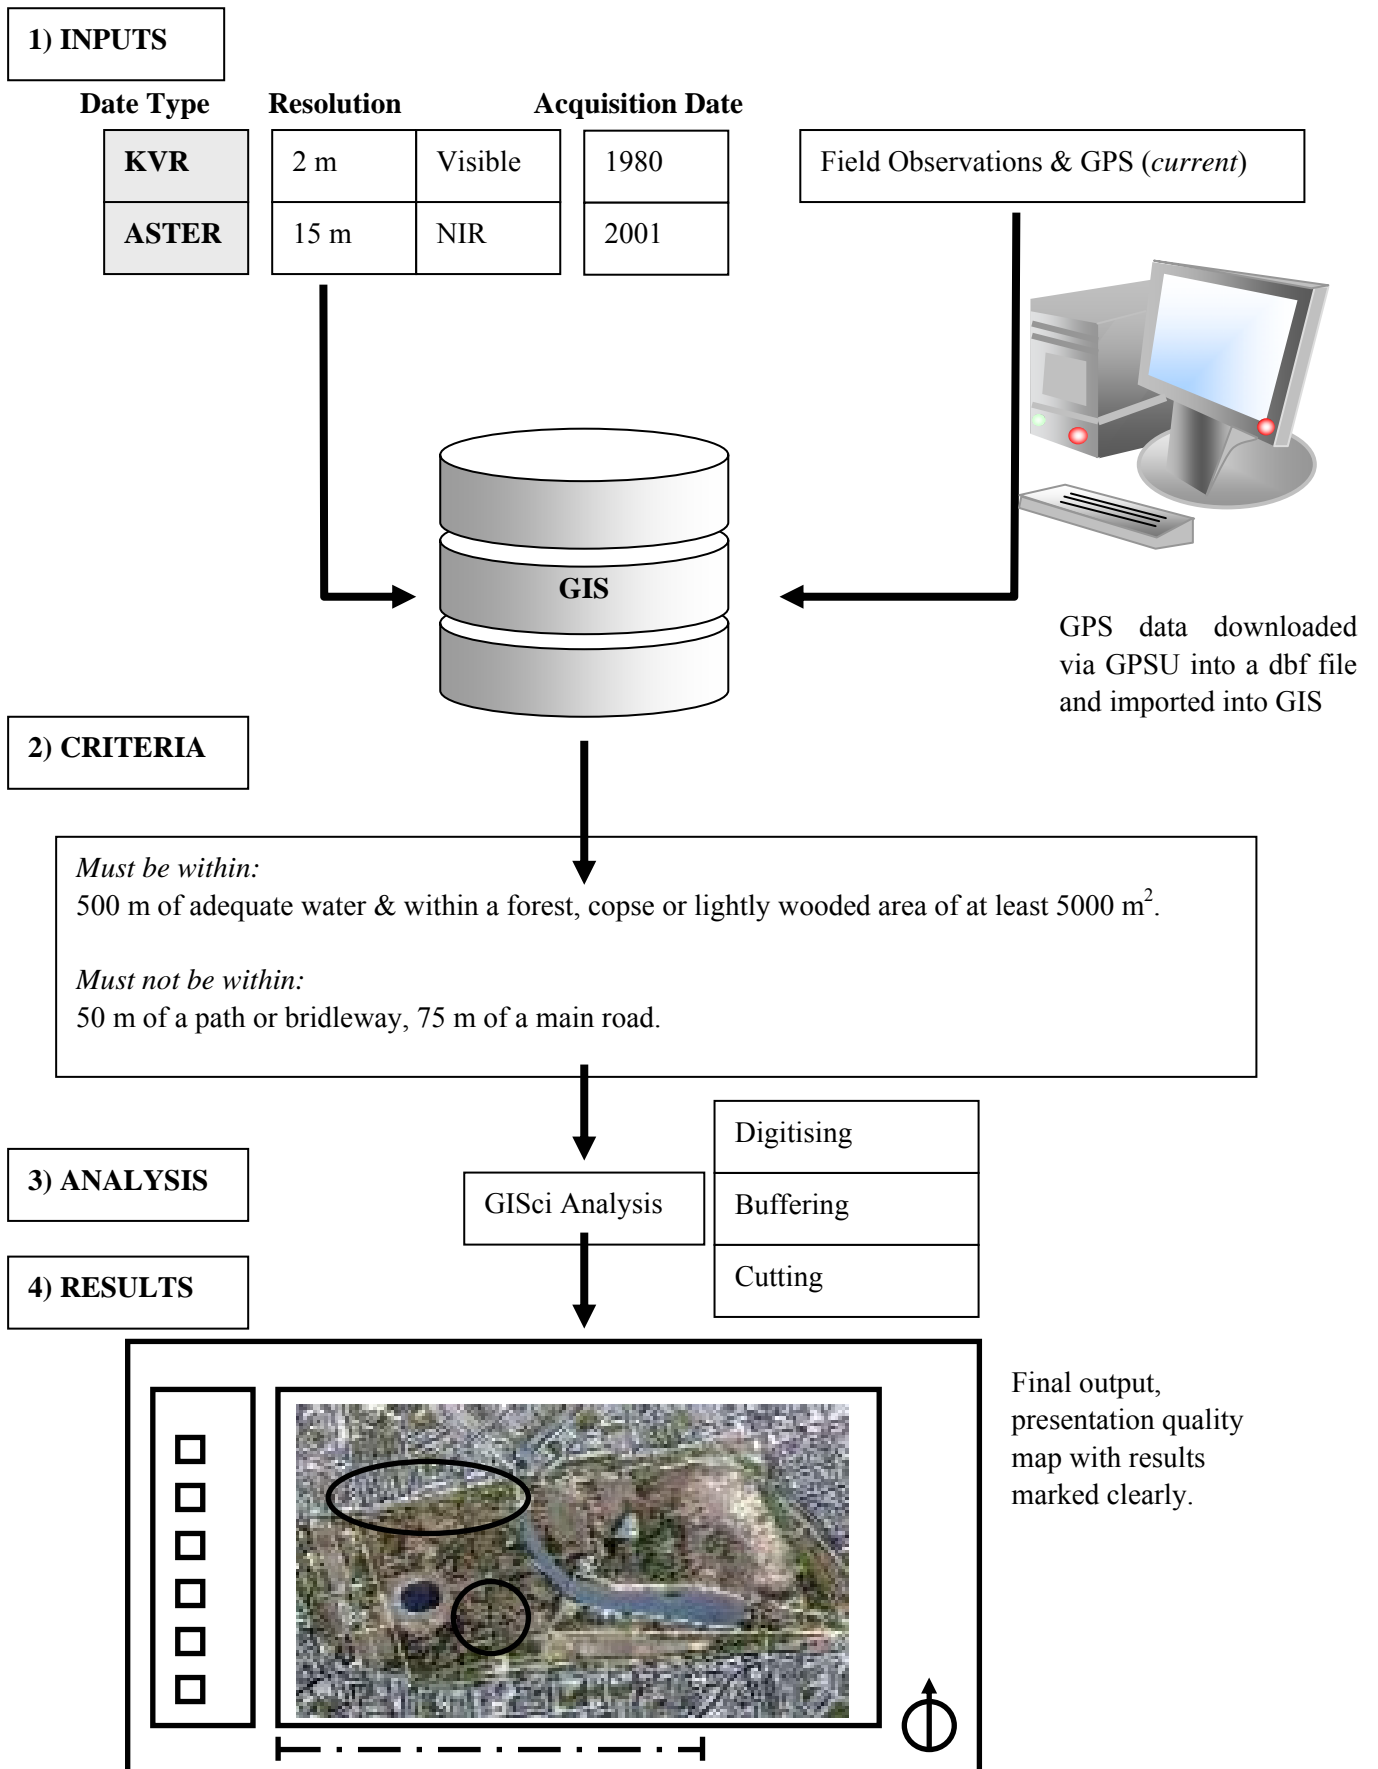 1) INPUTS
Date Type Resolution Acquisition Date
KVR 2 m Visible 1980
ASTER 15 m NIR 2001
Field Observations & GPS (current)
GIS
GPS data downloaded
via GPSU into a dbf file
and imported into GIS
2) CRITERIA
Must be within:
500 m of adequate water & within a forest, copse or lightly wooded area of at least 5000 m².
Must not be within:
50 m of a path or bridleway, 75 m of a main road.
3) ANALYSIS
GISci Analysis
Digitising
Buffering
Cutting
4) RESULTS
Final output,
presentation quality
map with results
marked clearly.